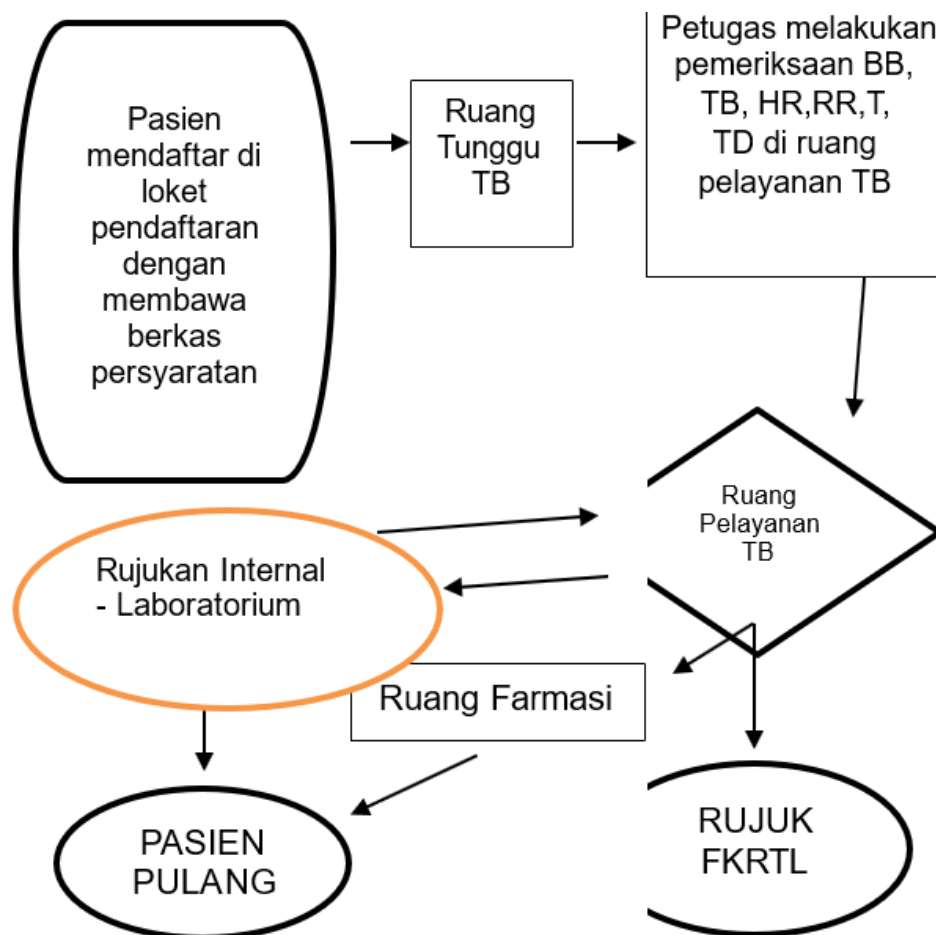 Pasien
mendaftar di
loket
pendaftaran
dengan
membawa
berkas
persyaratan
Ruang
Tunggu
TB
Petugas melakukan
pemeriksaan BB,
TB, HR,RR,T,
TD di ruang
pelayanan TB
Ruang
Pelayanan
TB
Rujukan Internal
- Laboratorium
Ruang Farmasi
PASIEN
PULANG
RUJUK
FKRTL